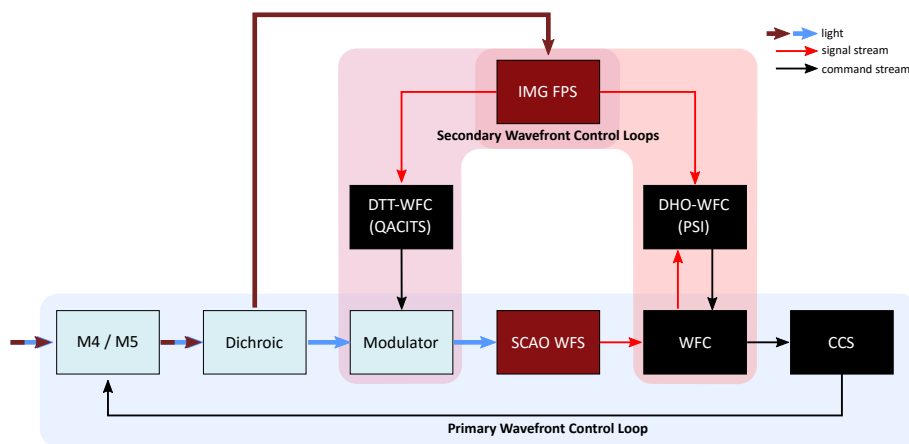 light
signal stream
command stream
IMG FPS
Secondary Wavefront Control Loops
DTT-WFC
(QACITS)
DHO-WFC
(PSI)
M4 / M5
Dichroic
Modulator
SCAO WFS
WFC
CCS
Primary Wavefront Control Loop